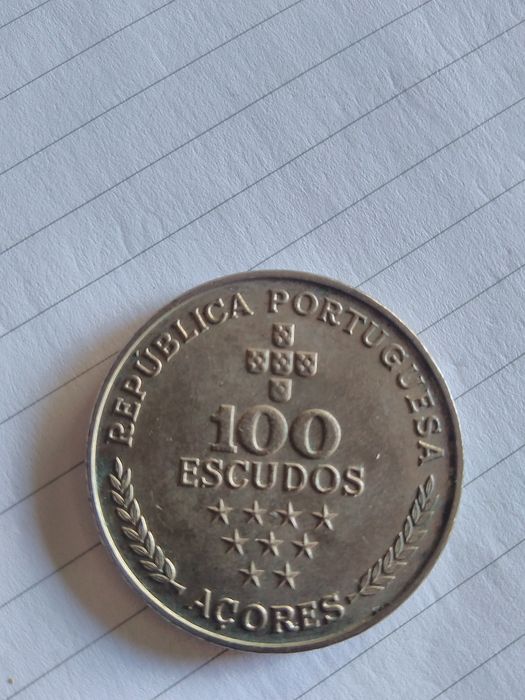 REPÚBLICA PORTUGUESA
100
ESCUDOS
AÇORES